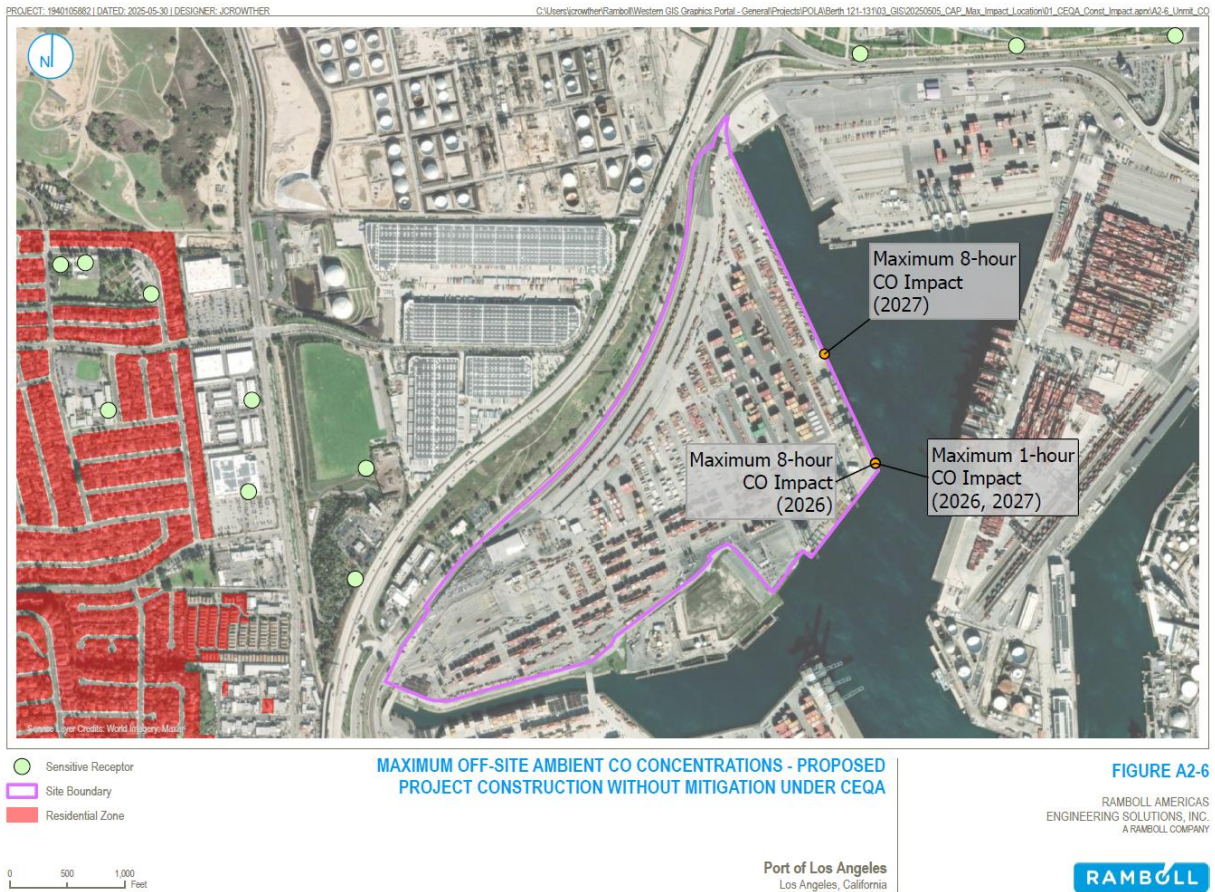 PROJECT: 1940105882 | DATED: 2025-05-30 | DESIGNER: JCROWTHER
C:\Users\jcrowther\Ramboll\Western GIS Graphics Portal - General\Projects\POLA\Berth 121-131\03_GIS\20250505_CAP_Max_Impact_Location\01_CEQA_Const_Impact.aprx\A2-6_Unmit_CO
N
Maximum 8-hour
CO Impact
(2027)
Maximum 8-hour
CO Impact
(2026)
Maximum 1-hour
CO Impact
(2026, 2027)
Service Layer Credits: World Imagery: Maxar
Sensitive Receptor
Site Boundary
Residential Zone
0 500 1,000
Feet
MAXIMUM OFF-SITE AMBIENT CO CONCENTRATIONS - PROPOSED
PROJECT CONSTRUCTION WITHOUT MITIGATION UNDER CEQA
Port of Los Angeles
Los Angeles, California
FIGURE A2-6
RAMBOLL AMERICAS
ENGINEERING SOLUTIONS, INC.
A RAMBOLL COMPANY
RAMBOLL